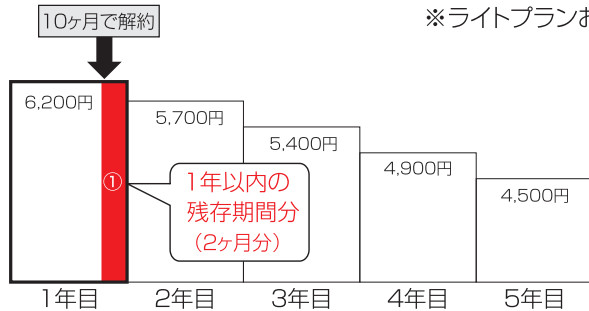 10ヶ月で解約
※ライトプランお
6,200円
5,700円
5,400円
4,900円
4,500円
①
1年以内の
残存期間分
（2ヶ月分）
1年目
2年目
3年目
4年目
5年目